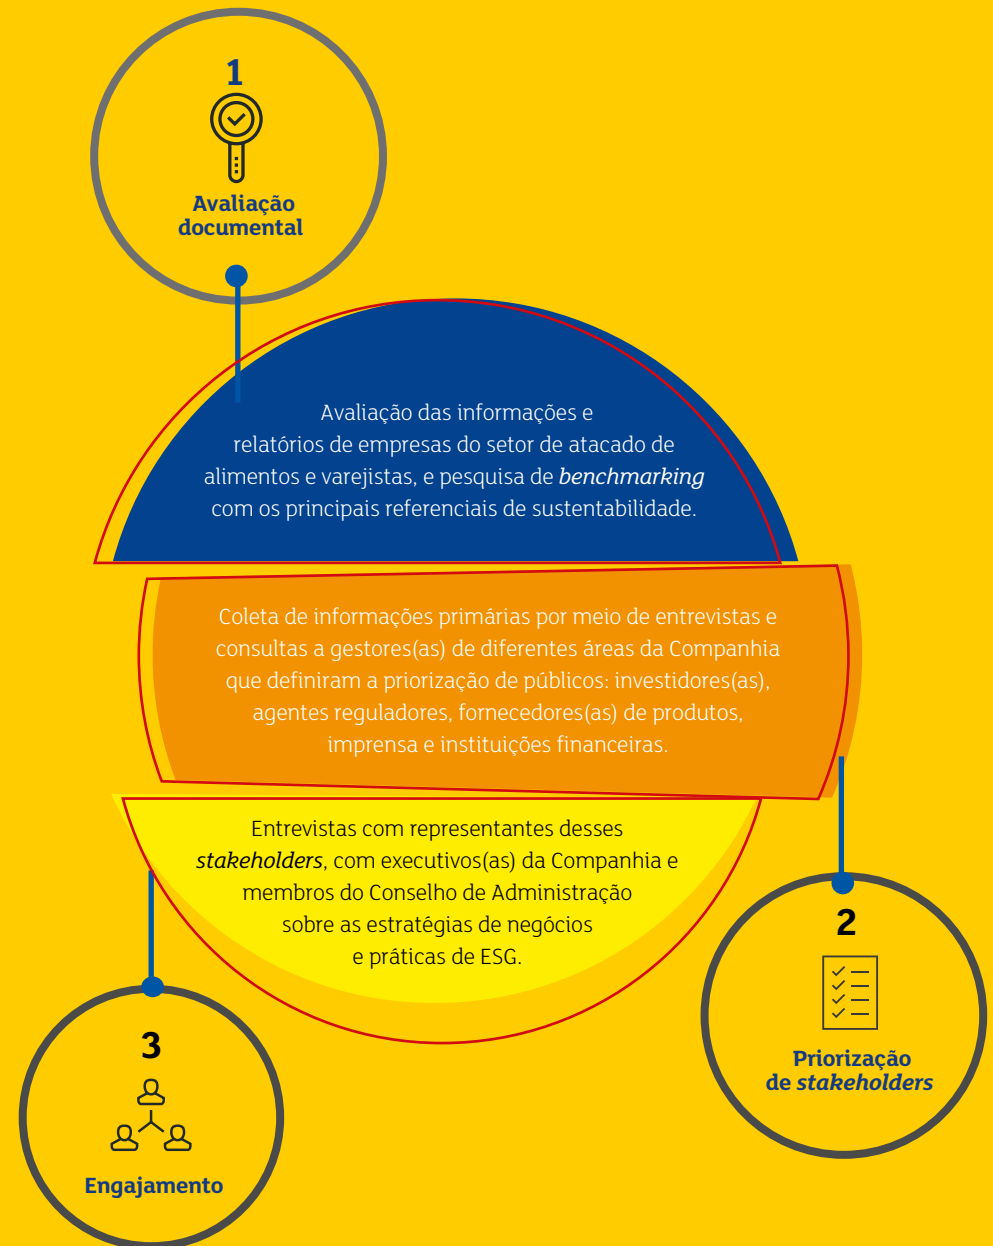 1
Avaliação
documental
Avaliação das informações e
relatórios de empresas do setor de atacado de
alimentos e varejistas, e pesquisa de benchmarking
com os principais referenciais de sustentabilidade.
Coleta de informações primárias por meio de entrevistas e
consultas a gestores(as) de diferentes áreas da Companhia
que definiram a priorização de públicos: investidores(as),
agentes reguladores, fornecedores(as) de produtos,
imprensa e instituições financeiras.
2
Priorização
de stakeholders
Entrevistas com representantes desses
stakeholders, com executivos(as) da Companhia e
membros do Conselho de Administração
sobre as estratégias de negócios
e práticas de ESG.
3
Engajamento